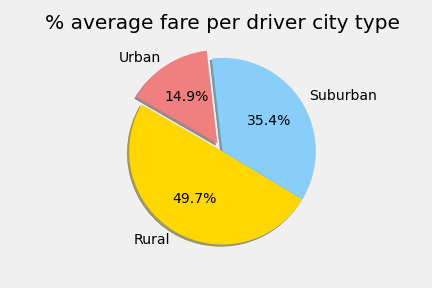 % average fare per driver city type
Urban
Suburban
14.9%
35.4%
49.7%
Rural